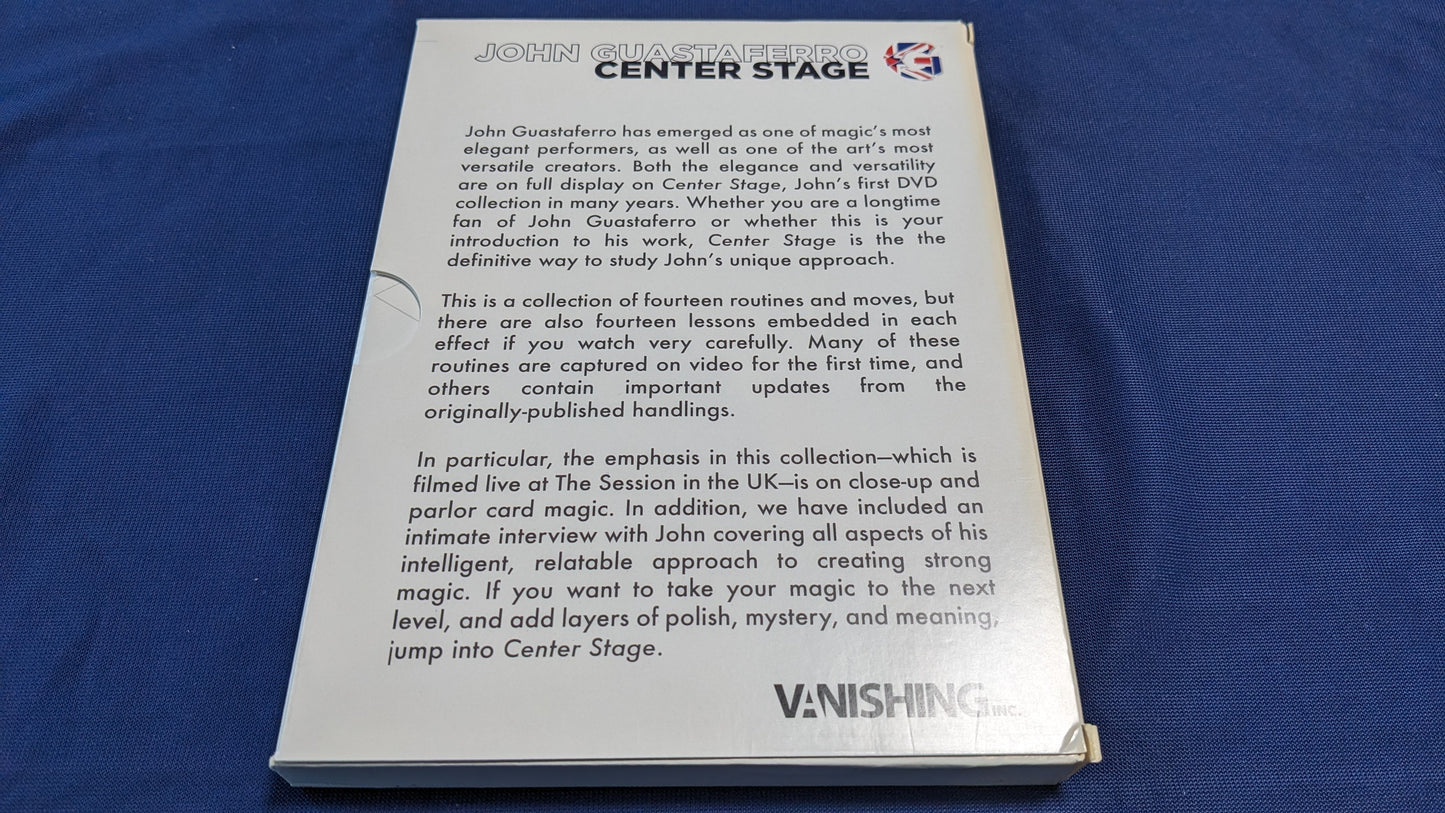 JOHN GUASTAFERRO
CENTER STAGE
John Guastaferro has emerged as one of magic's most
elegant performers, as well as one of the art's most
versatile creators. Both the elegance and versatility
are on full display on Center Stage, John's first DVD
collection in many years. Whether you are a longtime
fan of John Guastaferro or whether this is your
introduction to his work, Center Stage is the the
definitive way to study John's unique approach.
This is a collection of fourteen routines and moves, but
there are also fourteen lessons embedded in each
effect if you watch very carefully. Many of these
routines are captured on video for the first time, and
others contain important updates from the
originally-published handlings.
In particular, the emphasis in this collection—which is
filmed live at The Session in the UK—is on close-up and
parlor card magic. In addition, we have included an
intimate interview with John covering all aspects of his
intelligent, relatable approach to creating strong
magic. If you want to take your magic to the next
level, and add layers of polish, mystery, and meaning,
jump into Center Stage.
VANISHING INC.